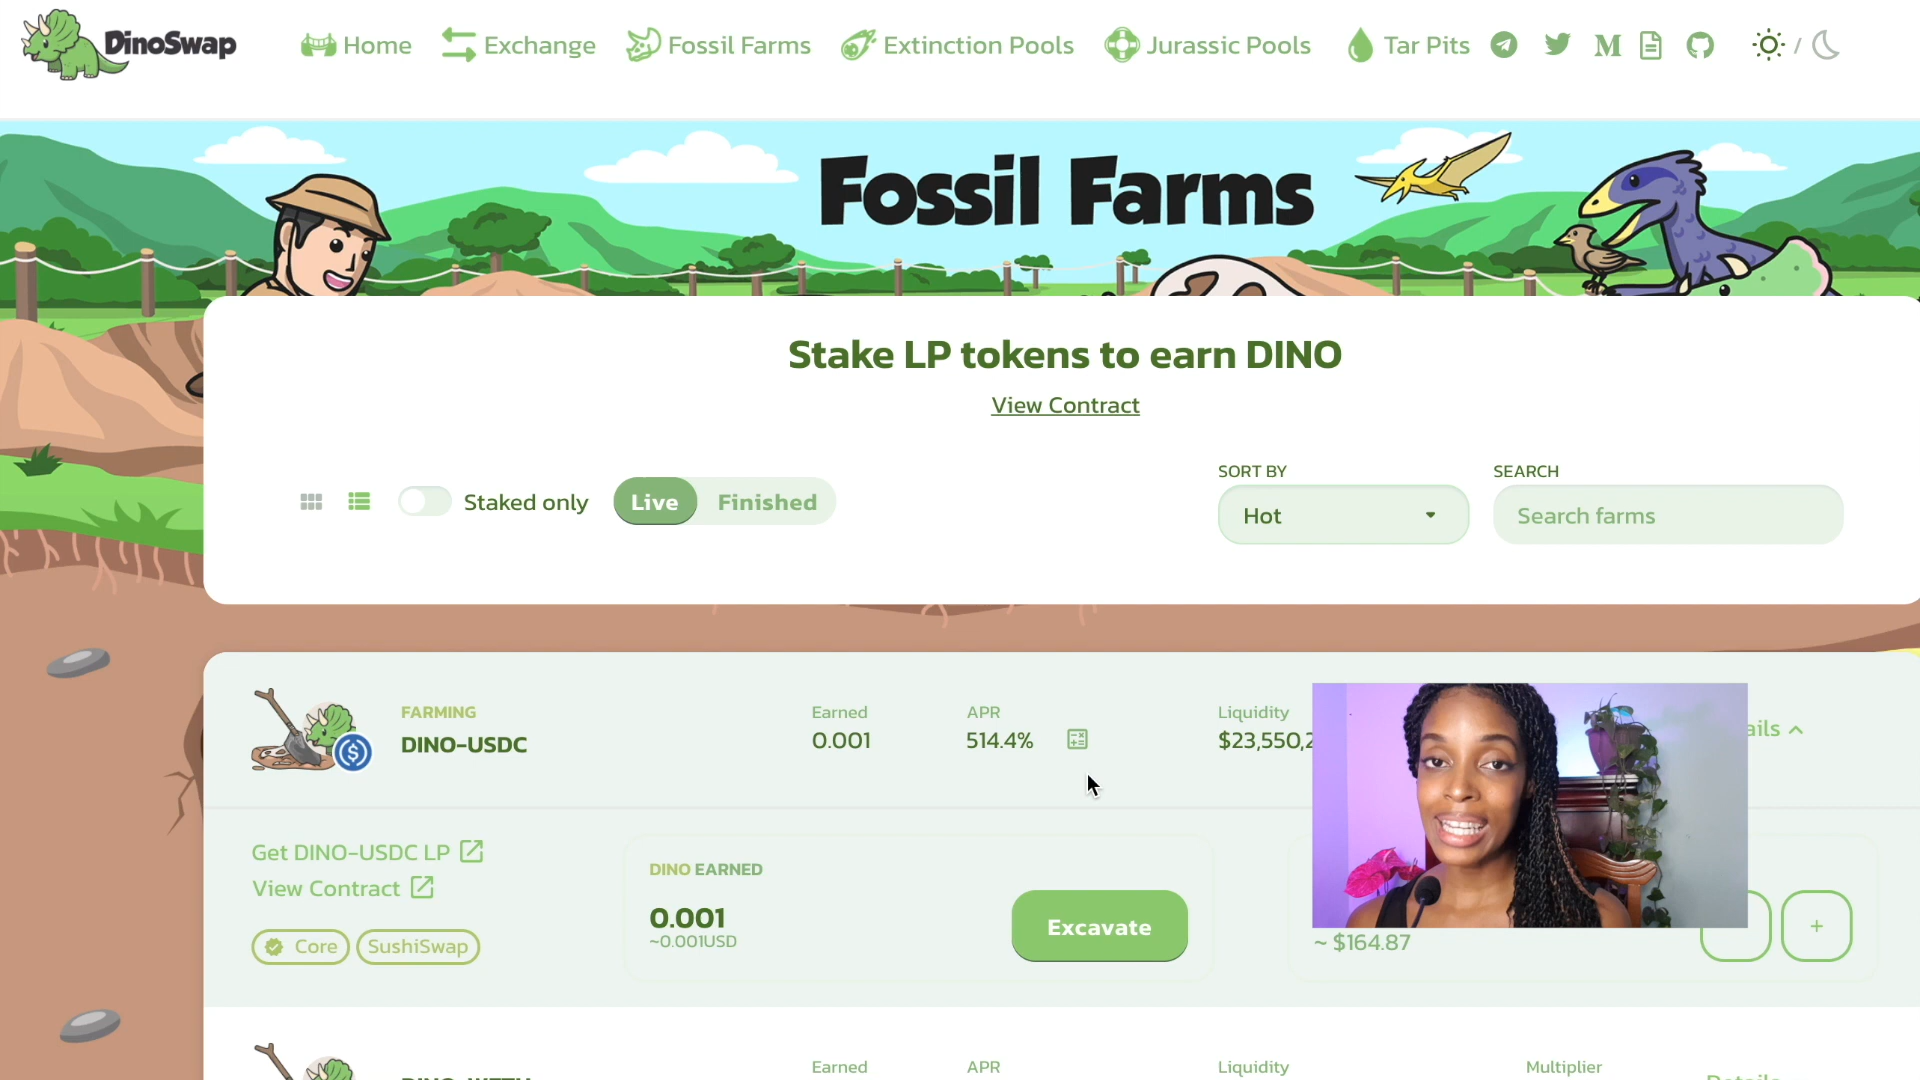 DinoSwap
Home
Exchange
Fossil Farms
Extinction Pools
Jurassic Pools
Tar Pits
M
/
Fossil Farms
Stake LP tokens to earn DINO
View Contract
Staked only
Live
Finished
SORT BY
Hot
SEARCH
Search farms
FARMING
DINO-USDC
Earned
0.001
APR
514.4%
Liquidity
$23,550,2
ails
Get DINO-USDC LP
View Contract
Core
SushiSwap
DINO EARNED
0.001
~0.001USD
Excavate
~ $164.87
+
Earned
APR
Liquidity
Multiplier